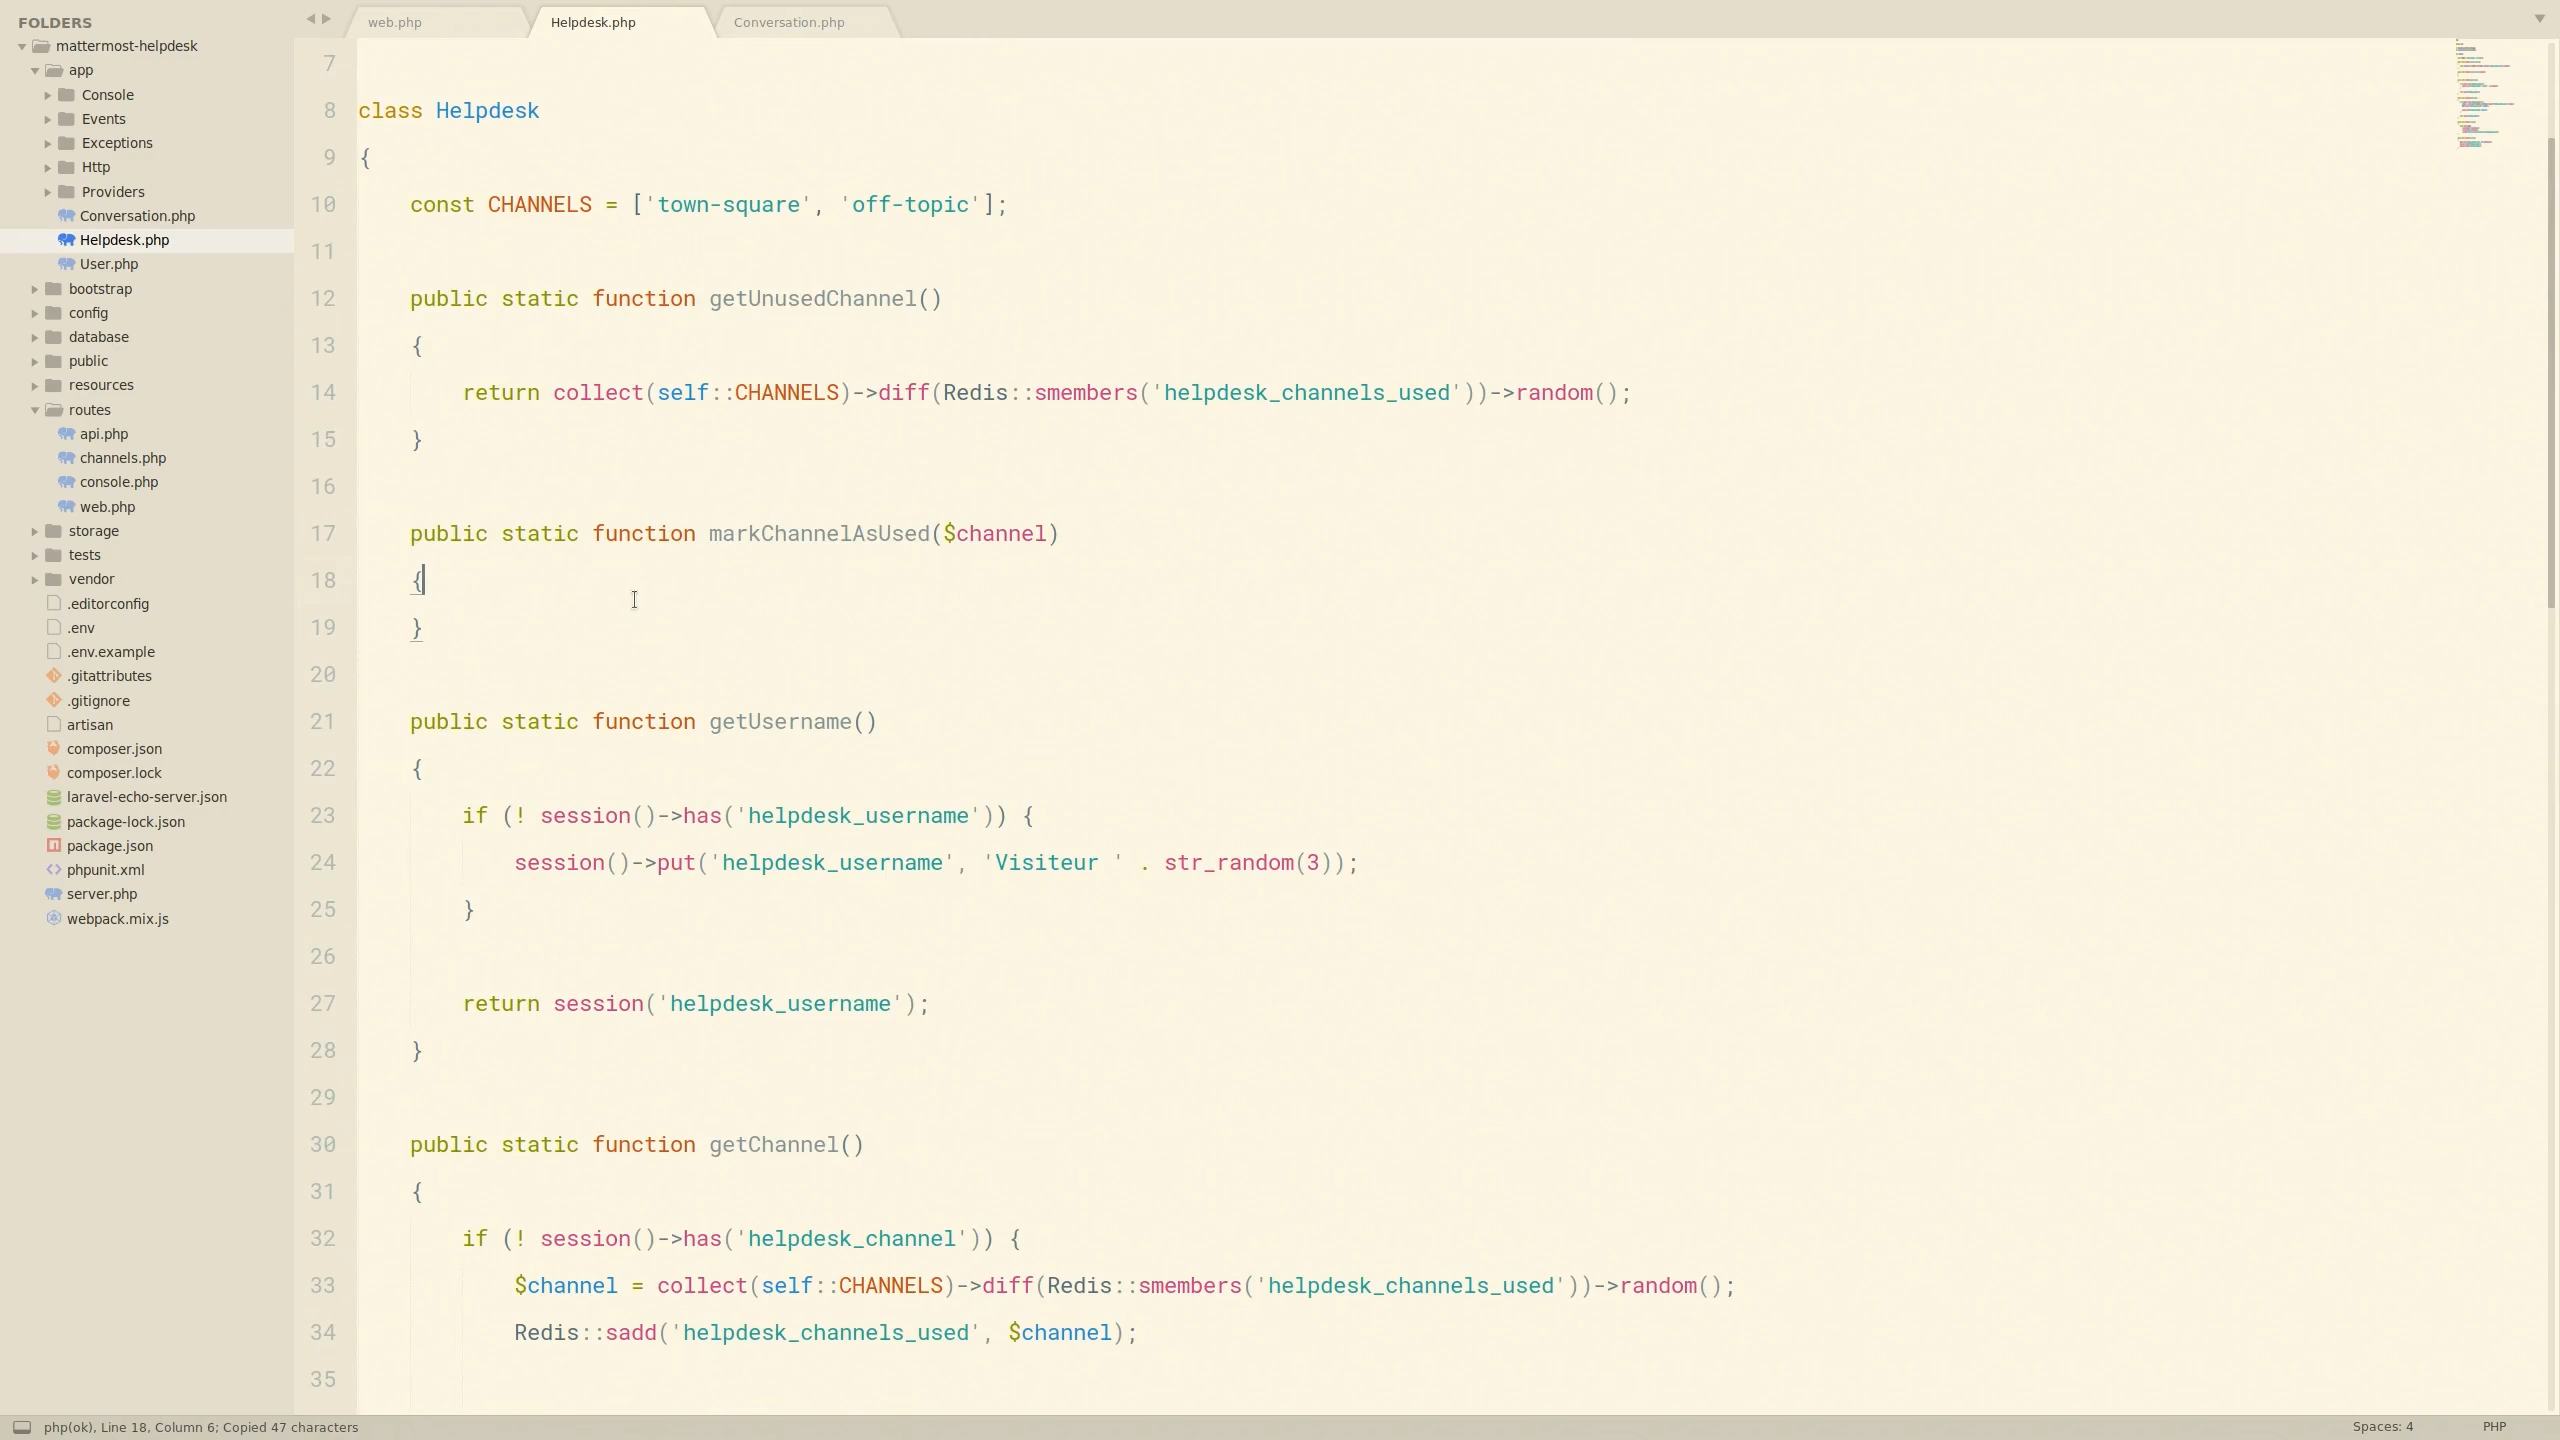 FOLDERS
mattermost-helpdesk
app
Console
Events
Exceptions
Http
Providers
Conversation.php
Helpdesk.php
User.php
bootstrap
config
database
public
resources
routes
api.php
channels.php
console.php
web.php
storage
tests
vendor
.editorconfig
.env
.env.example
.gitattributes
.gitignore
artisan
composer.json
composer.lock
laravel-echo-server.json
package-lock.json
package.json
phpunit.xml
server.php
webpack.mix.js
web.php Helpdesk.php Conversation.php
7
8 class Helpdesk
9 {
10     const CHANNELS = ['town-square', 'off-topic'];
11
12     public static function getUnusedChannel()
13     {
14         return collect(self::CHANNELS)->diff(Redis::smembers('helpdesk_channels_used'))->random();
15     }
16
17     public static function markChannelAsUsed($channel)
18     {
19     }
20
21     public static function getUsername()
22     {
23         if (! session()->has('helpdesk_username')) {
24             session()->put('helpdesk_username', 'Visiteur ' . str_random(3));
25         }
26
27         return session('helpdesk_username');
28     }
29
30     public static function getChannel()
31     {
32         if (! session()->has('helpdesk_channel')) {
33             $channel = collect(self::CHANNELS)->diff(Redis::smembers('helpdesk_channels_used'))->random();
34             Redis::sadd('helpdesk_channels_used', $channel);
35
php(ok), Line 18, Column 6; Copied 47 characters
Spaces: 4 PHP